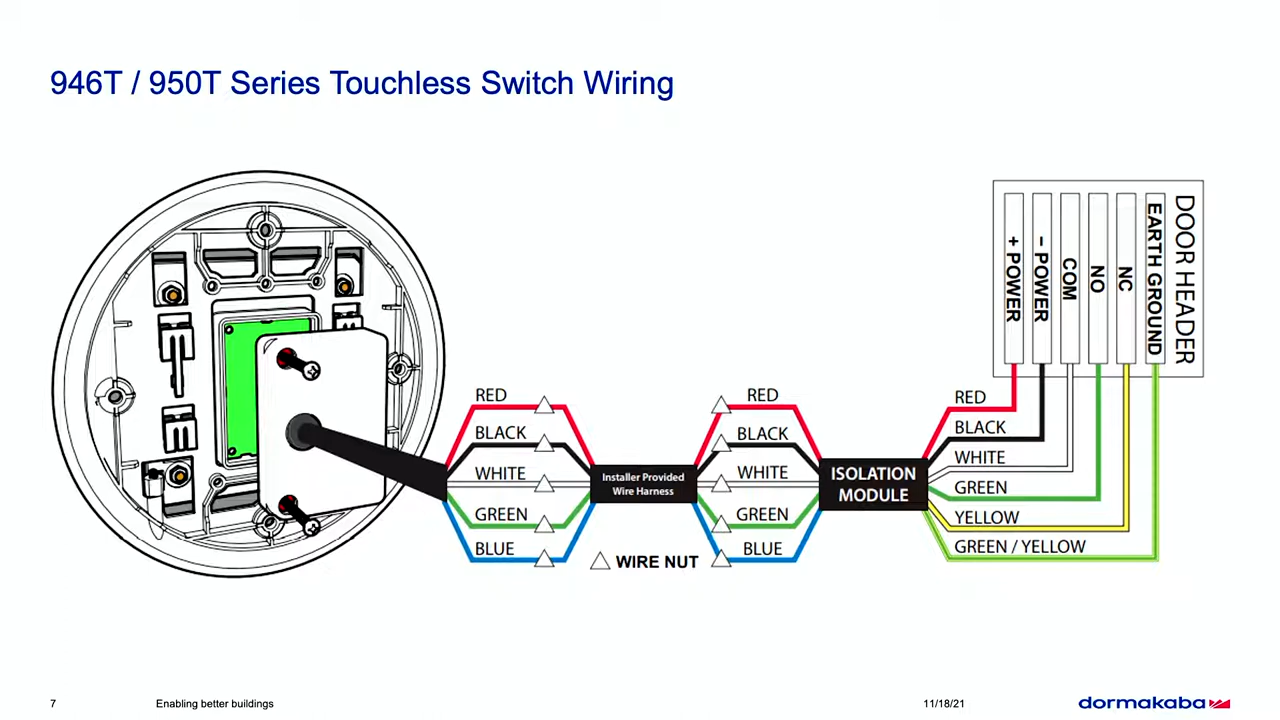 946T / 950T Series Touchless Switch Wiring
RED
BLACK
WHITE
GREEN
BLUE
Installer Provided
Wire Harness
WIRE NUT
RED
BLACK
WHITE
GREEN
BLUE
ISOLATION
MODULE
RED
BLACK
WHITE
GREEN
YELLOW
GREEN / YELLOW
+ POWER
– POWER
COM
NO
NC
EARTH GROUND
DOOR HEADER
7
Enabling better buildings
11/18/21
dormakaba